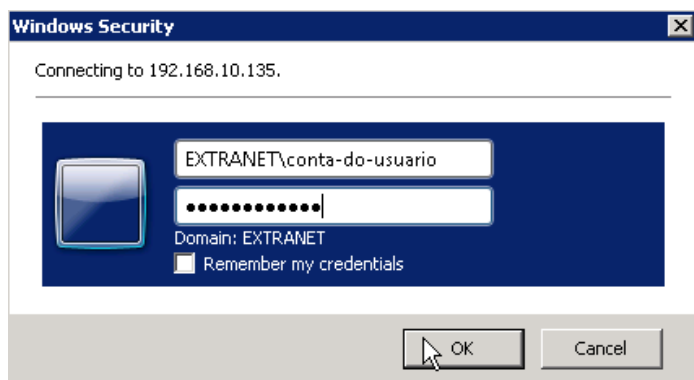 Windows Security
Connecting to 192.168.10.135.
EXTRANET\conta-do-usuario
●●●●●●●●●●●●
Domain: EXTRANET
Remember my credentials
OK
Cancel